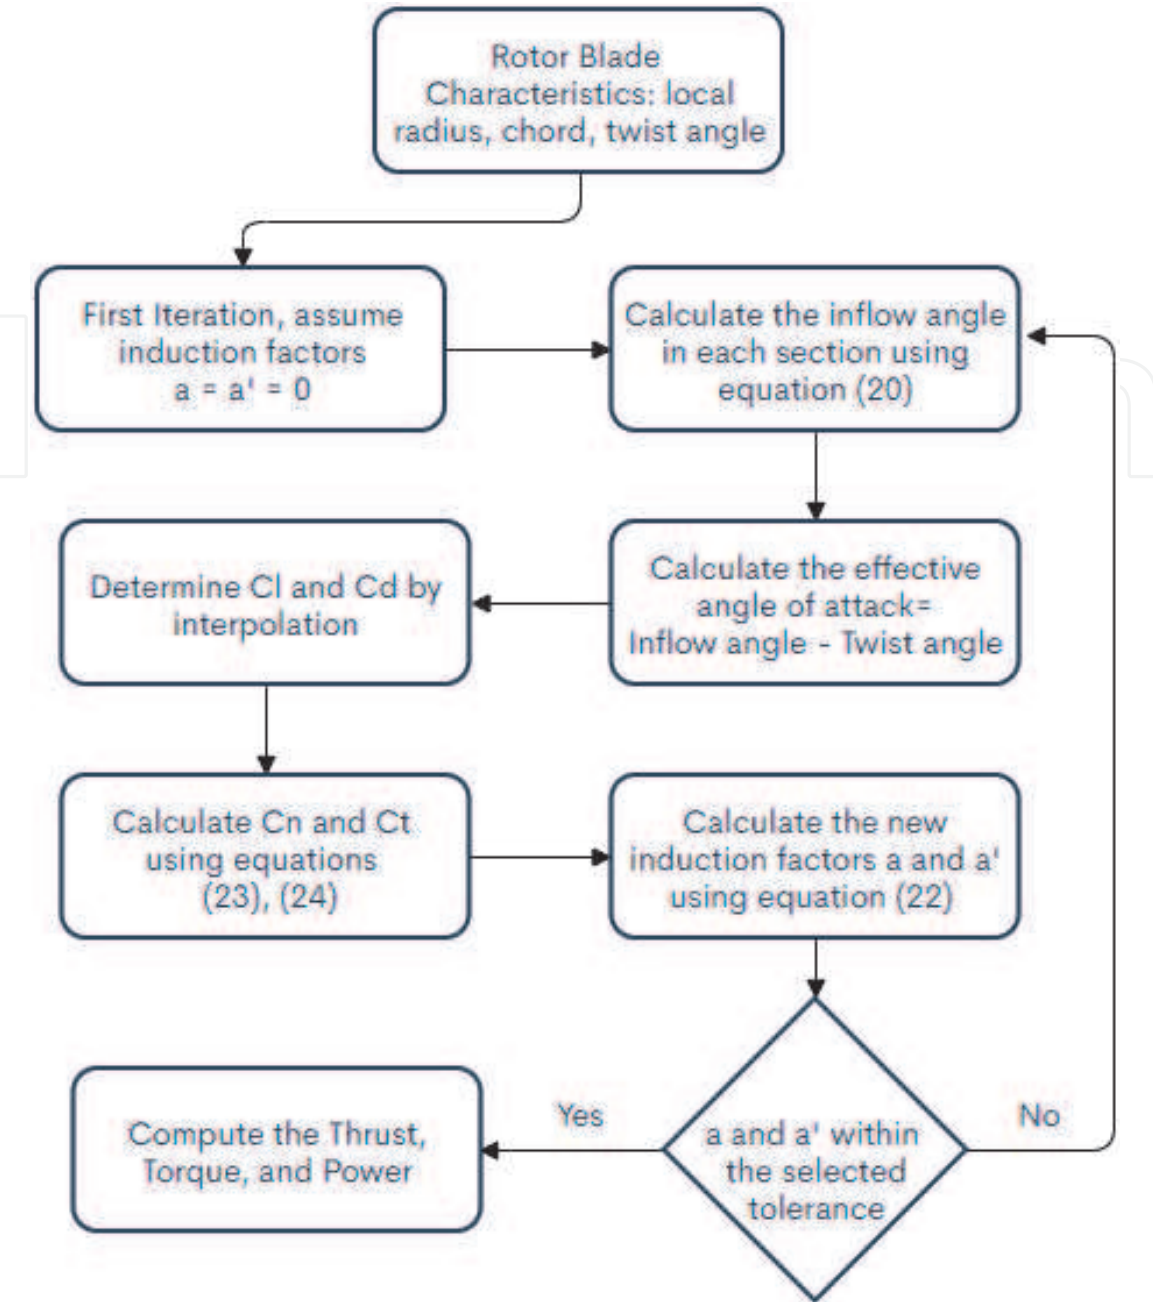 Rotor Blade
Characteristics: local
radius, chord, twist angle
First Iteration, assume
induction factors
a = a' = 0
Calculate the inflow angle
in each section using
equation (20)
Determine Cl and Cd by
interpolation
Calculate the effective
angle of attack=
Inflow angle - Twist angle
Calculate Cn and Ct
using equations
(23), (24)
Calculate the new
induction factors a and a'
using equation (22)
Compute the Thrust,
Torque, and Power
Yes
a and a' within
the selected
tolerance
No